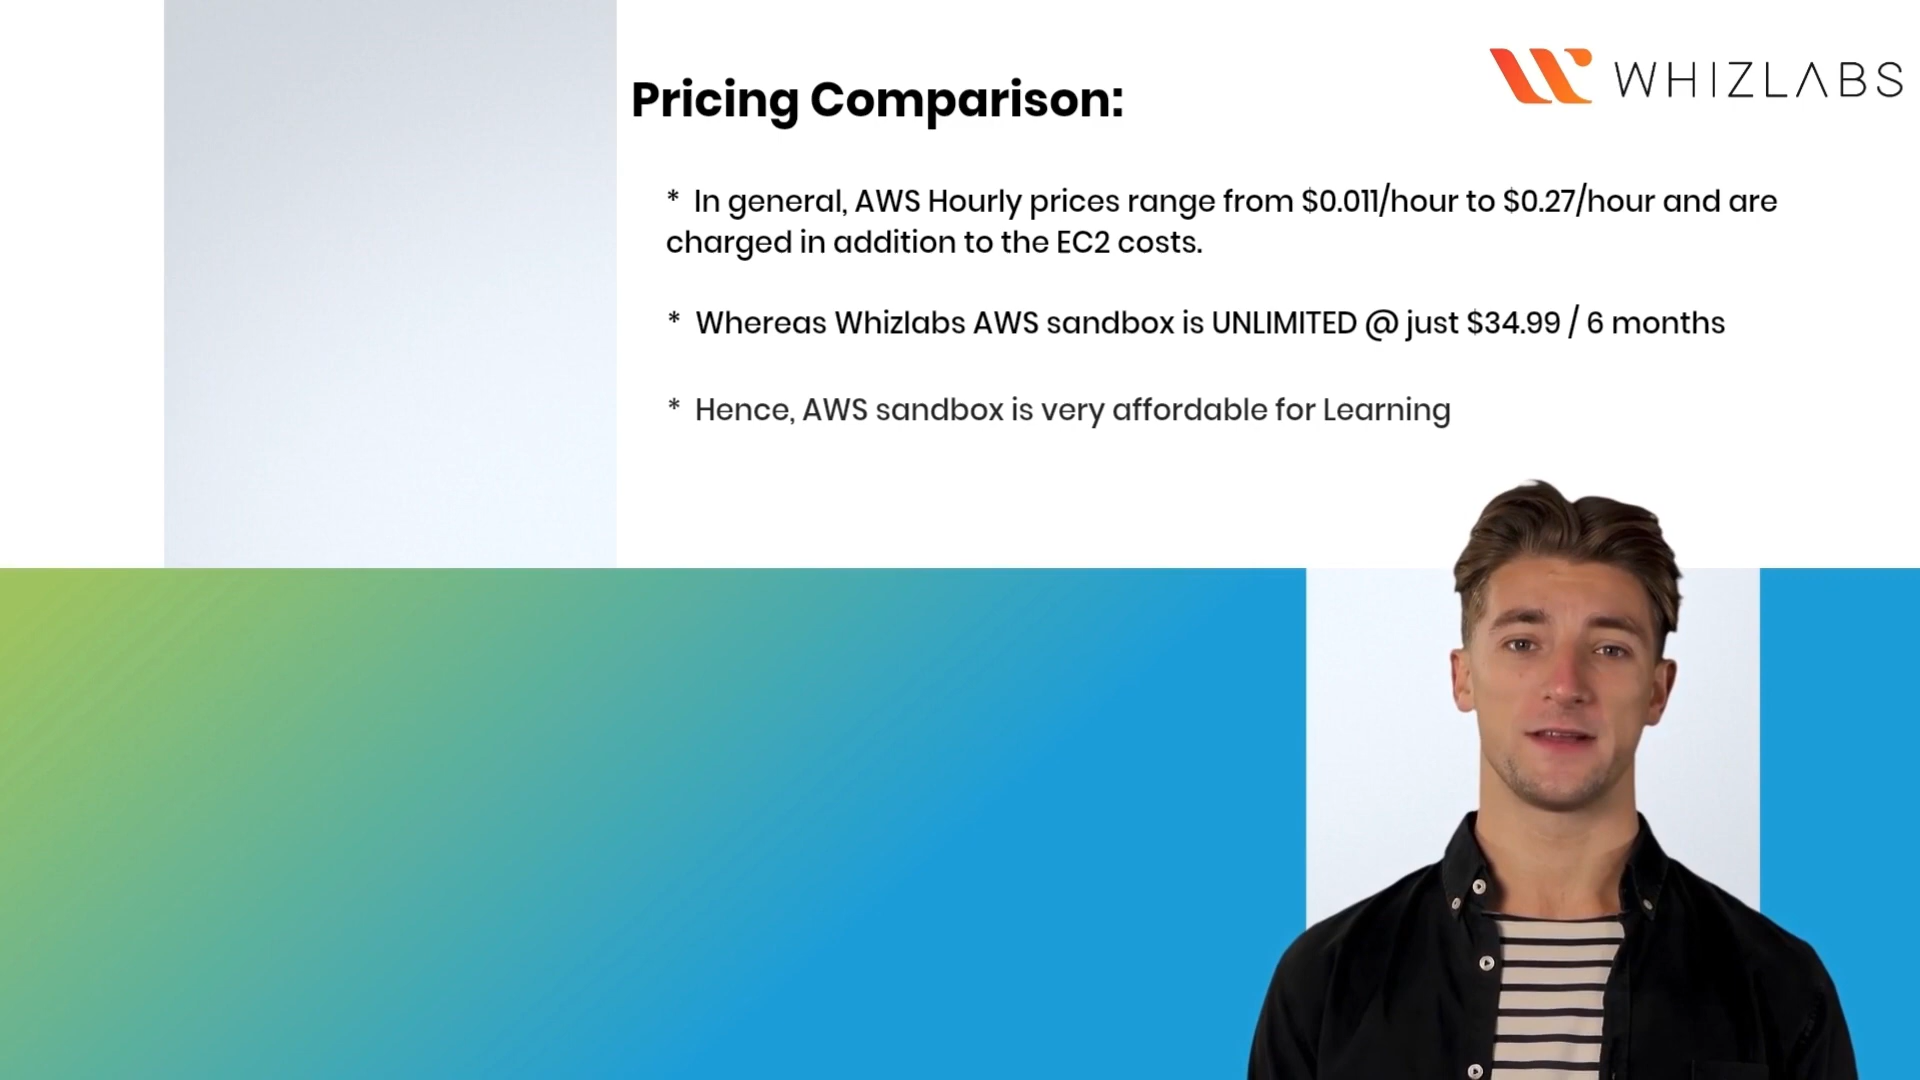 WHIZLABS
Pricing Comparison:
* In general, AWS Hourly prices range from $0.011/hour to $0.27/hour and are
charged in addition to the EC2 costs.
* Whereas Whizlabs AWS sandbox is UNLIMITED @ just $34.99 / 6 months
* Hence, AWS sandbox is very affordable for Learning